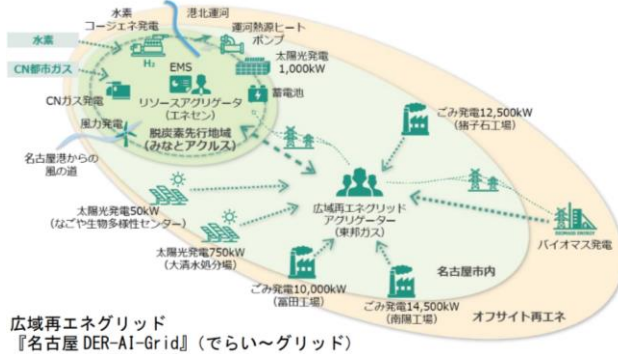 水素
コージェネ発電
港北運河
運河熱源ヒート
ポンプ
水素
H₂
太陽光発電
1,000kW
CN都市ガス
EMS
CNガス発電
リソースアグリゲータ
(エネセン)
蓄電池
風力発電
脱炭素先行地域
(みなとアクルス)
ごみ発電12,500kW
(猪子石工場)
名古屋港からの
風の道
太陽光発電50kW
(なごや生物多様性センター)
広域再エネグリッド
アグリゲーター
(東邦ガス)
BIOMASS ENERGY
バイオマス発電
太陽光発電750kW
(大清水処分場)
名古屋市内
ごみ発電10,000kW
(富田工場)
ごみ発電14,500kW
(南陽工場)
オフサイト再エネ
広域再エネグリッド
『名古屋 DER-AI-Grid』(でらい~グリッド)